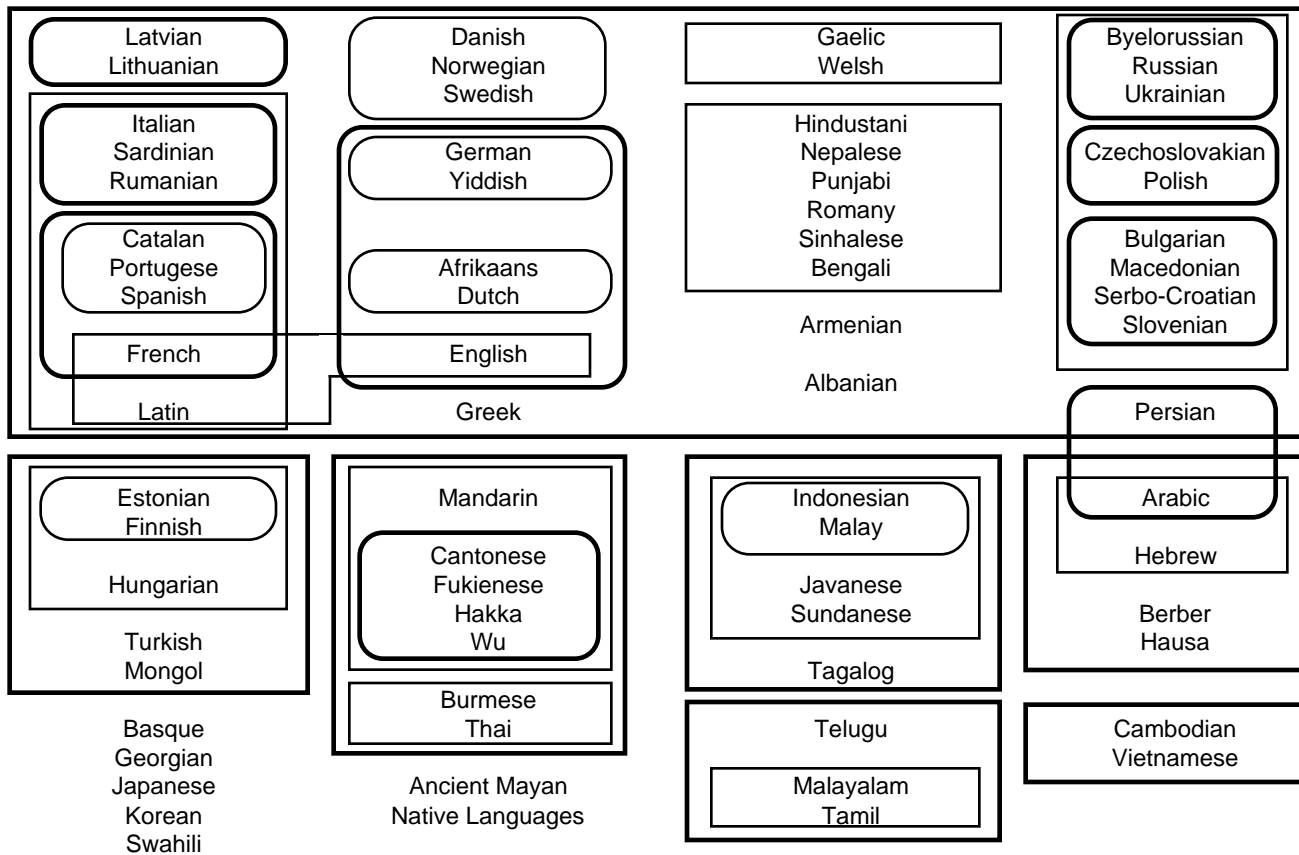 Latvian
Lithuanian
Italian
Sardinian
Rumanian
Catalan
Portugese
Spanish
French
Latin
Danish
Norwegian
Swedish
German
Yiddish
Afrikaans
Dutch
English
Greek
Gaelic
Welsh
Hindustani
Nepalese
Punjabi
Romany
Sinhalese
Bengali
Armenian
Albanian
Byelorussian
Russian
Ukrainian
Czechoslovakian
Polish
Bulgarian
Macedonian
Serbo-Croatian
Slovenian
Persian
Estonian
Finnish
Hungarian
Turkish
Mongol
Basque
Georgian
Japanese
Korean
Swahili
Mandarin
Cantonese
Fukienese
Hakka
Wu
Burmese
Thai
Ancient Mayan
Native Languages
Indonesian
Malay
Javanese
Sundanese
Tagalog
Telugu
Malayalam
Tamil
Arabic
Hebrew
Berber
Hausa
Cambodian
Vietnamese